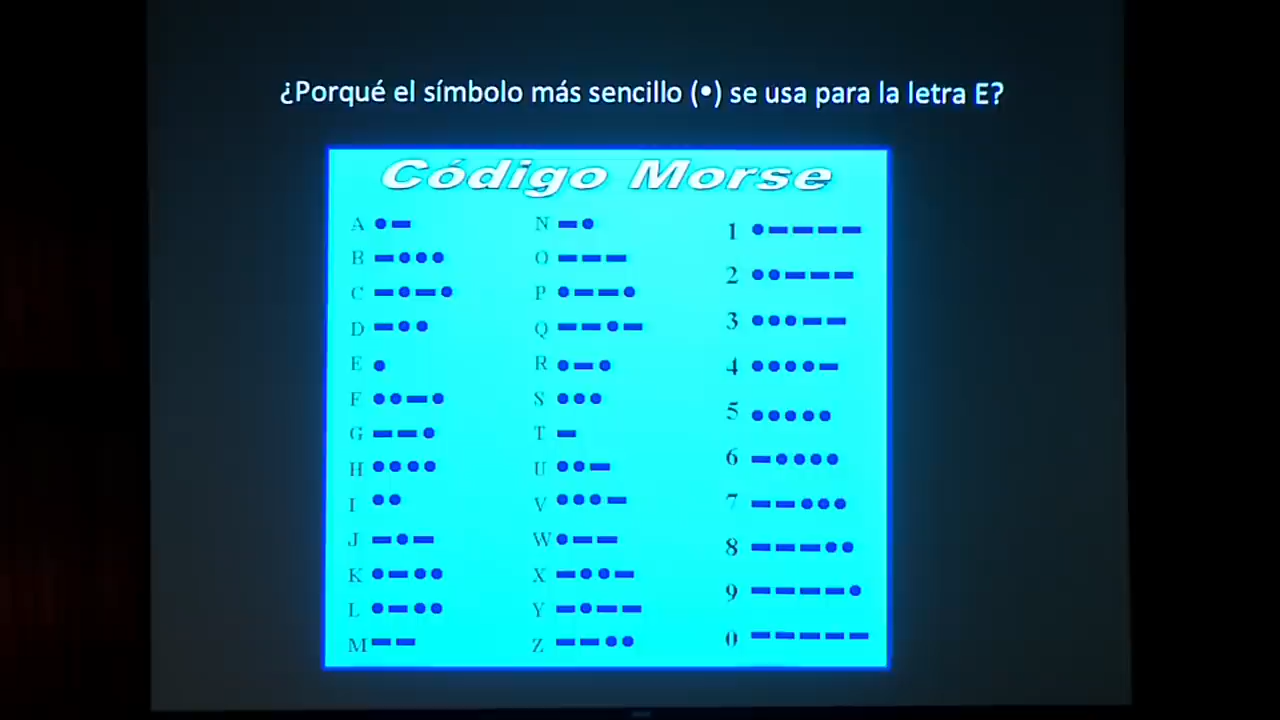 ¿Porqué el símbolo más sencillo (•) se usa para la letra E?
Código Morse
A •–
B –•••
C –•–•
D –••
E •
F ••–•
G ––•
H ••••
I ••
J –•–
K •–••
L •–••
M ––
N –•
O –––
P •––•
Q ––•–
R •–•
S •••
T –
U ••–
V •••–
W •––
X –••–
Y –•––
Z ––••
1 •––––
2 ••–––
3 •••––
4 ••••–
5 •••••
6 –••••
7 ––•••
8 –––••
9 ––––•
0 –––––